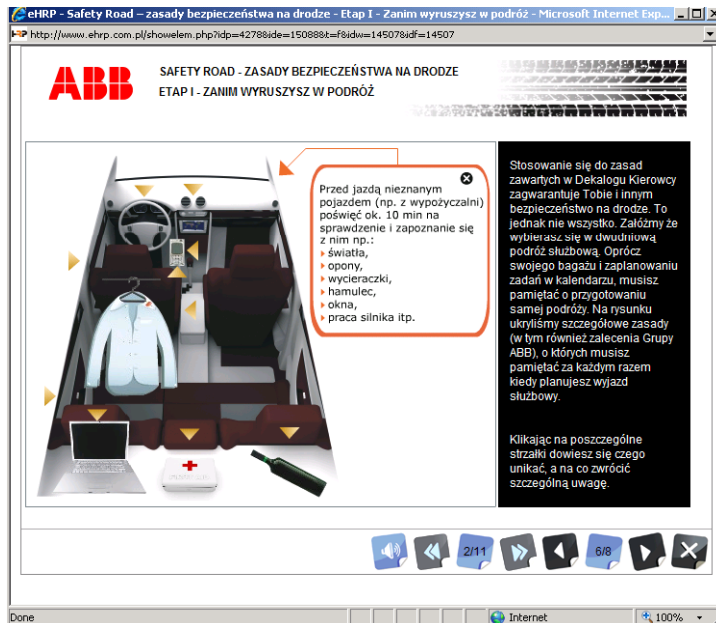 eHRP - Safety Road – zasady bezpieczeństwa na drodze - Etap I - Zanim wyruszysz w podróż - Microsoft Internet Exp...
http://www.ehrp.com.pl/showelem.php?idp=4278&ide=15088&t=f&idw=14507&idf=14507
ABB
SAFETY ROAD - ZASADY BEZPIECZEŃSTWA NA DRODZE
ETAP I - ZANIM WYRUSZYSZ W PODRÓŻ
Przed jazdą nieznanym
pojazdem (np. z wypożyczalni)
poświęć ok. 10 min na
sprawdzenie i zapoznanie się
z nim np.:
światła,
opony,
wycieraczki,
hamulec,
okna,
praca silnika itp.
Stosowanie się do zasad
zawartych w Dekalogu Kierowcy
zagwarantuje Tobie i innym
bezpieczeństwo na drodze. To
jednak nie wszystko. Załóżmy że
wybierasz się w dwudniową
podróż służbową. Oprócz
swojego bagażu i zaplanowaniu
zadań w kalendarzu, musisz
pamiętać o przygotowaniu
samej podróży. Na rysunku
ukryliśmy szczegółowe zasady
(w tym również zalecenia Grupy
ABB), o których musisz
pamiętać za każdym razem
kiedy planujesz wyjazd
służbowy.
Klikając na poszczególne
strzałki dowiesz się czego
unikać, a na co zwrócić
szczególną uwagę.
2/11
6/8
Done
Internet
100%